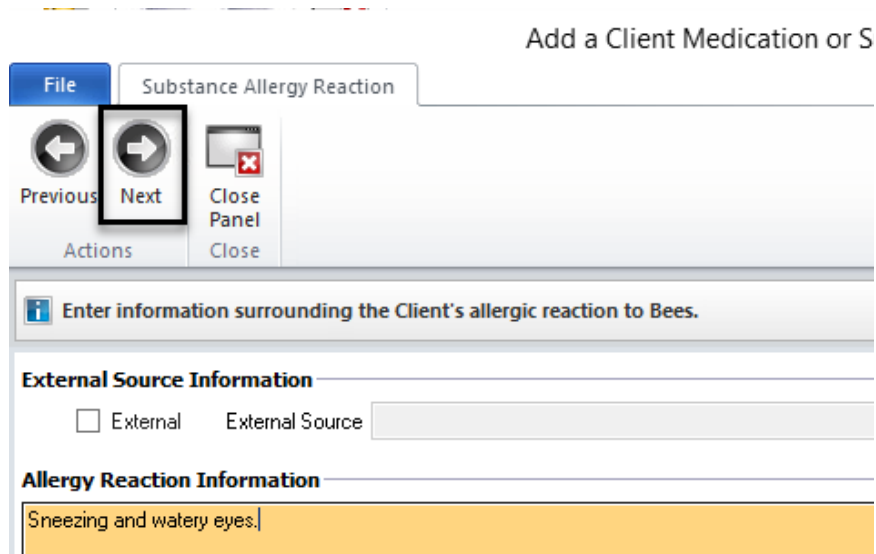 Add a Client Medication or S
File Substance Allergy Reaction
Previous Next Close Panel
Actions Close
Enter information surrounding the Client's allergic reaction to Bees.
External Source Information
External External Source
Allergy Reaction Information
Sneezing and watery eyes.